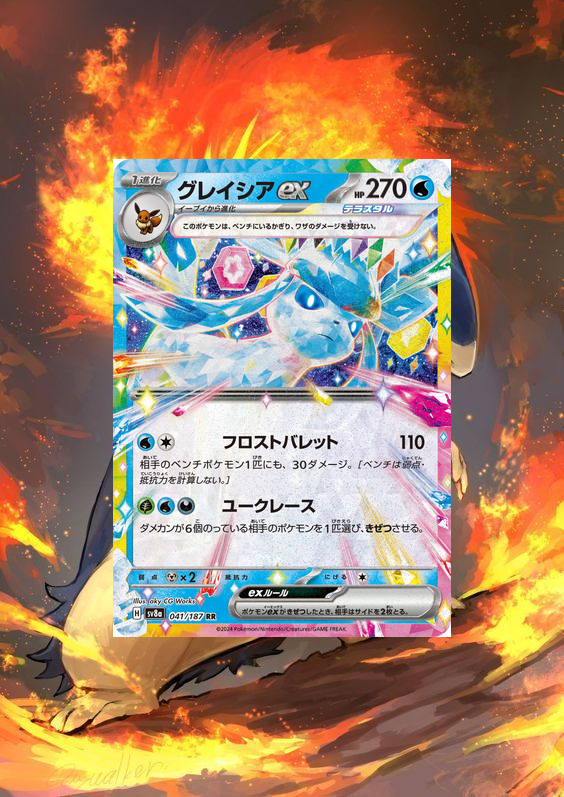 1進化
グレイシアex
HP270
イーブイから進化
テラスタル
このポケモンは、ベンチにいるかぎり、ワザのダメージを受けない。
フロストバレット 110
相手のベンチポケモン1匹にも、30ダメージ。[ベンチは弱点・
抵抗力を計算しない。]
ユークレース
ダメカンが6個のっている相手のポケモンを1匹選び、きぜつさせる。
弱点 ×2 抵抗力 にげる
exルール
ポケモンexがきぜつしたとき、相手はサイドを2枚とる。
Illus. aky CG Works
H sv8a 041/187 RR
©2024 Pokémon/Nintendo/Creatures/GAME FREAK.